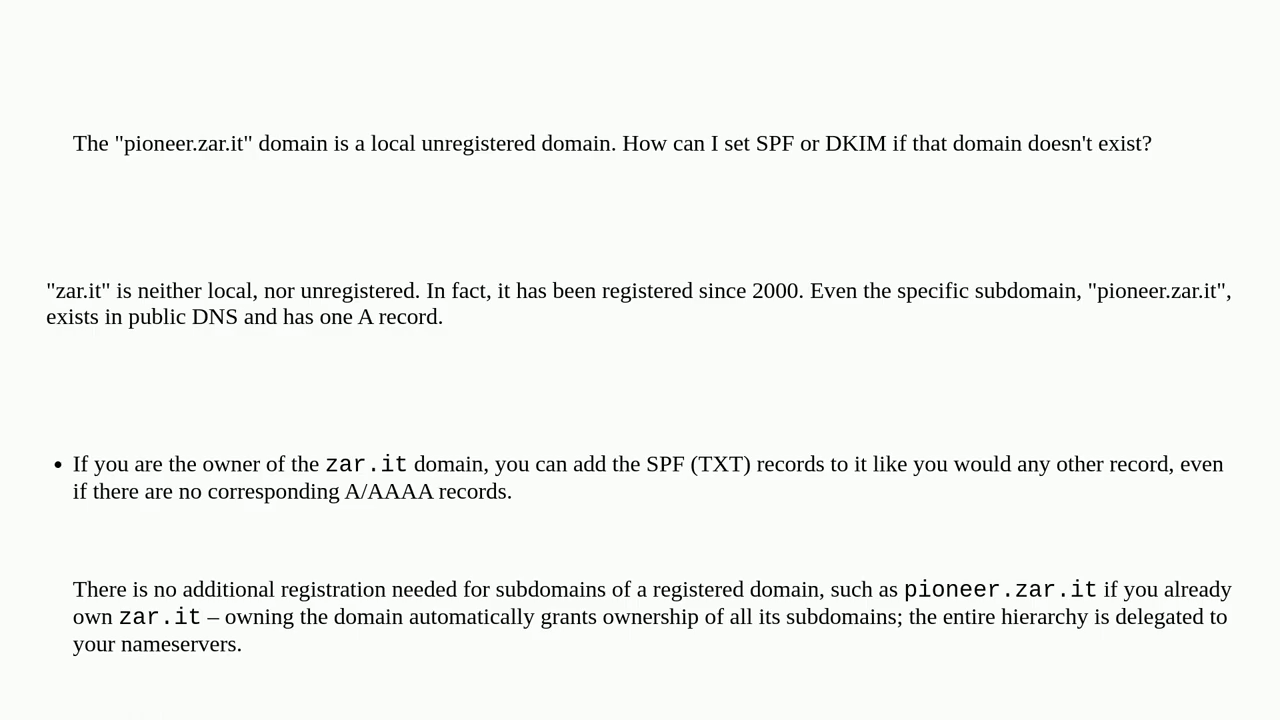 The "pioneer.zar.it" domain is a local unregistered domain. How can I set SPF or DKIM if that domain doesn't exist?
"zar.it" is neither local, nor unregistered. In fact, it has been registered since 2000. Even the specific subdomain, "pioneer.zar.it",
exists in public DNS and has one A record.
• If you are the owner of the zar.it domain, you can add the SPF (TXT) records to it like you would any other record, even
if there are no corresponding A/AAAA records.
There is no additional registration needed for subdomains of a registered domain, such as pioneer.zar.it if you already
own zar.it – owning the domain automatically grants ownership of all its subdomains; the entire hierarchy is delegated to
your nameservers.